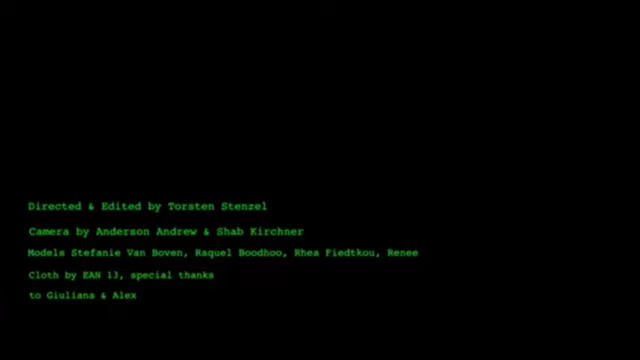 Directed & Edited by Torsten Stenzel
Camera by Anderson Andrew & Shab Kirchner
Models Stefanie Van Boven, Raquel Boodhoo, Rhea Fiedtkou, Renee
Cloth by EAN 13, special thanks
to Giuliana & Alex